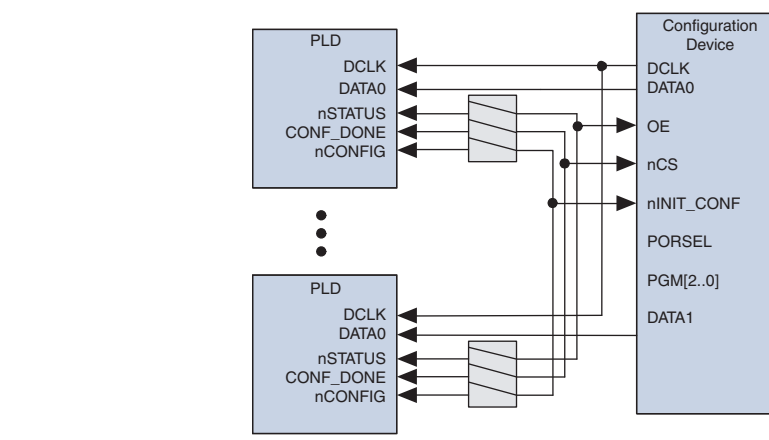 PLD
DCLK
DATA0
nSTATUS
CONF_DONE
nCONFIG
PLD
DCLK
DATA0
nSTATUS
CONF_DONE
nCONFIG
Configuration
Device
DCLK
DATA0
OE
nCS
nINIT_CONF
PORSEL
PGM[2..0]
DATA1